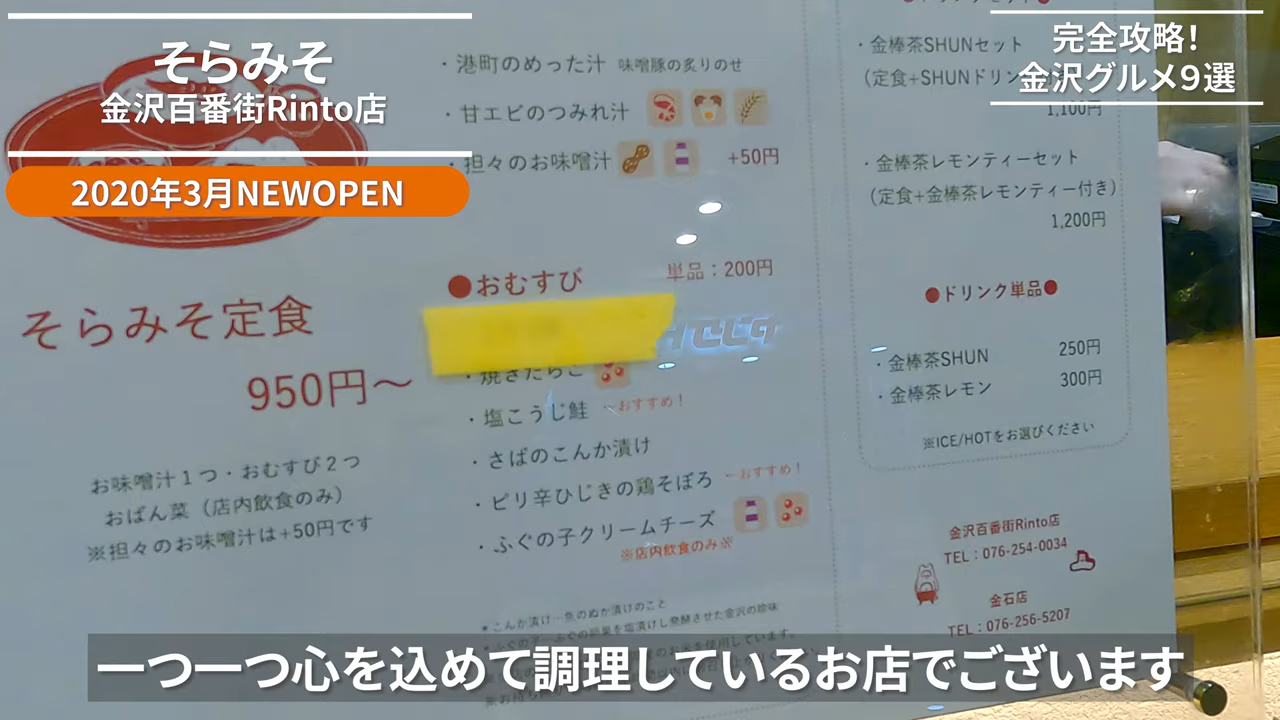 そらみそ
金沢百番街Rinto店
2020年3月NEWOPEN
完全攻略!
金沢グルメ9選
・港町のめった汁 味噌豚の炙りのせ
・甘エビのつみれ汁
・担々のお味噌汁 +50円
●おむすび 単品：200円
・焼きたらこ
・塩こうじ鮭 ～おすすめ！
・さばのこんか漬け
・ピリ辛ひじきの鶏そぼろ ～おすすめ！
・ふぐの子クリームチーズ
※店内飲食のみ※
＊こんか漬け…魚のぬか漬けのこと
そらみそ定食
950円～
お味噌汁１つ・おむすび２つ
おばん菜（店内飲食のみ）
※担々のお味噌汁は+50円です
・金棒茶SHUNセット
（定食+SHUNドリン
1,100円
・金棒茶レモンティーセット
（定食+金棒茶レモンティー付き）
1,200円
●ドリンク単品●
・金棒茶SHUN 250円
・金棒茶レモン 300円
※ICE/HOTをお選びください
金沢百番街Rinto店
TEL：076-254-0034
金石店
TEL：076-256-5207
一つ一つ心を込めて調理しているお店でございます